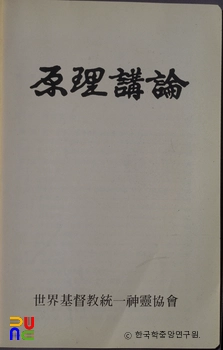 原理講論
世界基督敎統一神靈協會
ⓒ 한국학중앙연구원.